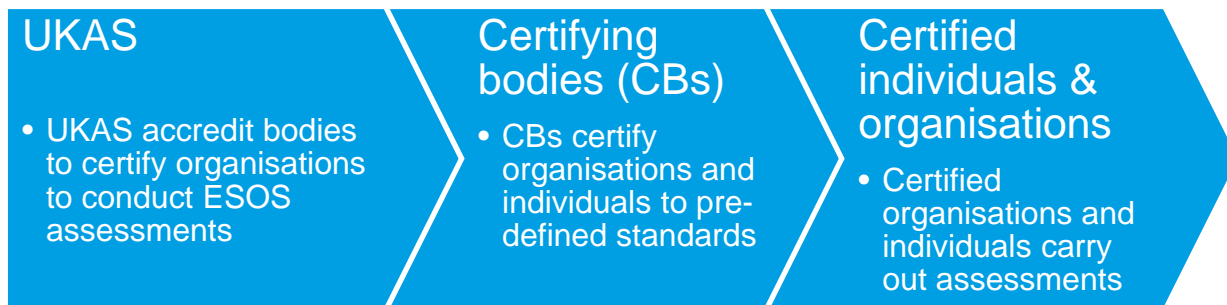 UKAS
• UKAS accredit bodies
to certify organisations
to conduct ESOS
assessments
Certifying
bodies (CBs)
• CBs certify
organisations and
individuals to pre-
defined standards
Certified
individuals &
organisations
• Certified
organisations and
individuals carry
out assessments